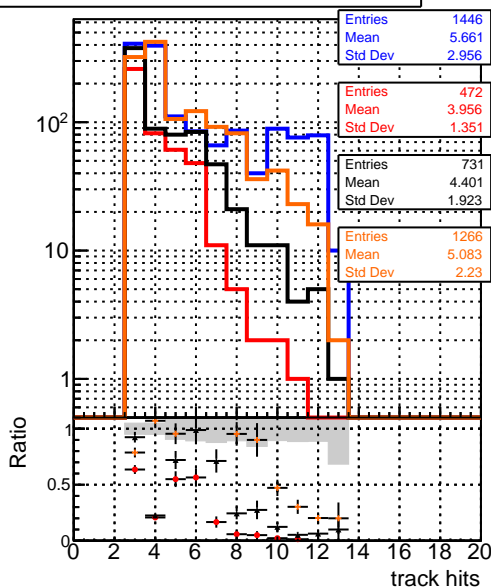 Entries 1446
Mean 5.661
Std Dev 2.956
Entries 472
Mean 3.956
Std Dev 1.351
Entries 731
Mean 4.401
Std Dev 1.923
Entries 1266
Mean 5.083
Std Dev 2.23
10²
10
1
1
0.5
0
Ratio
0 2 4 6 8 10 12 14 16 18 20
track hits